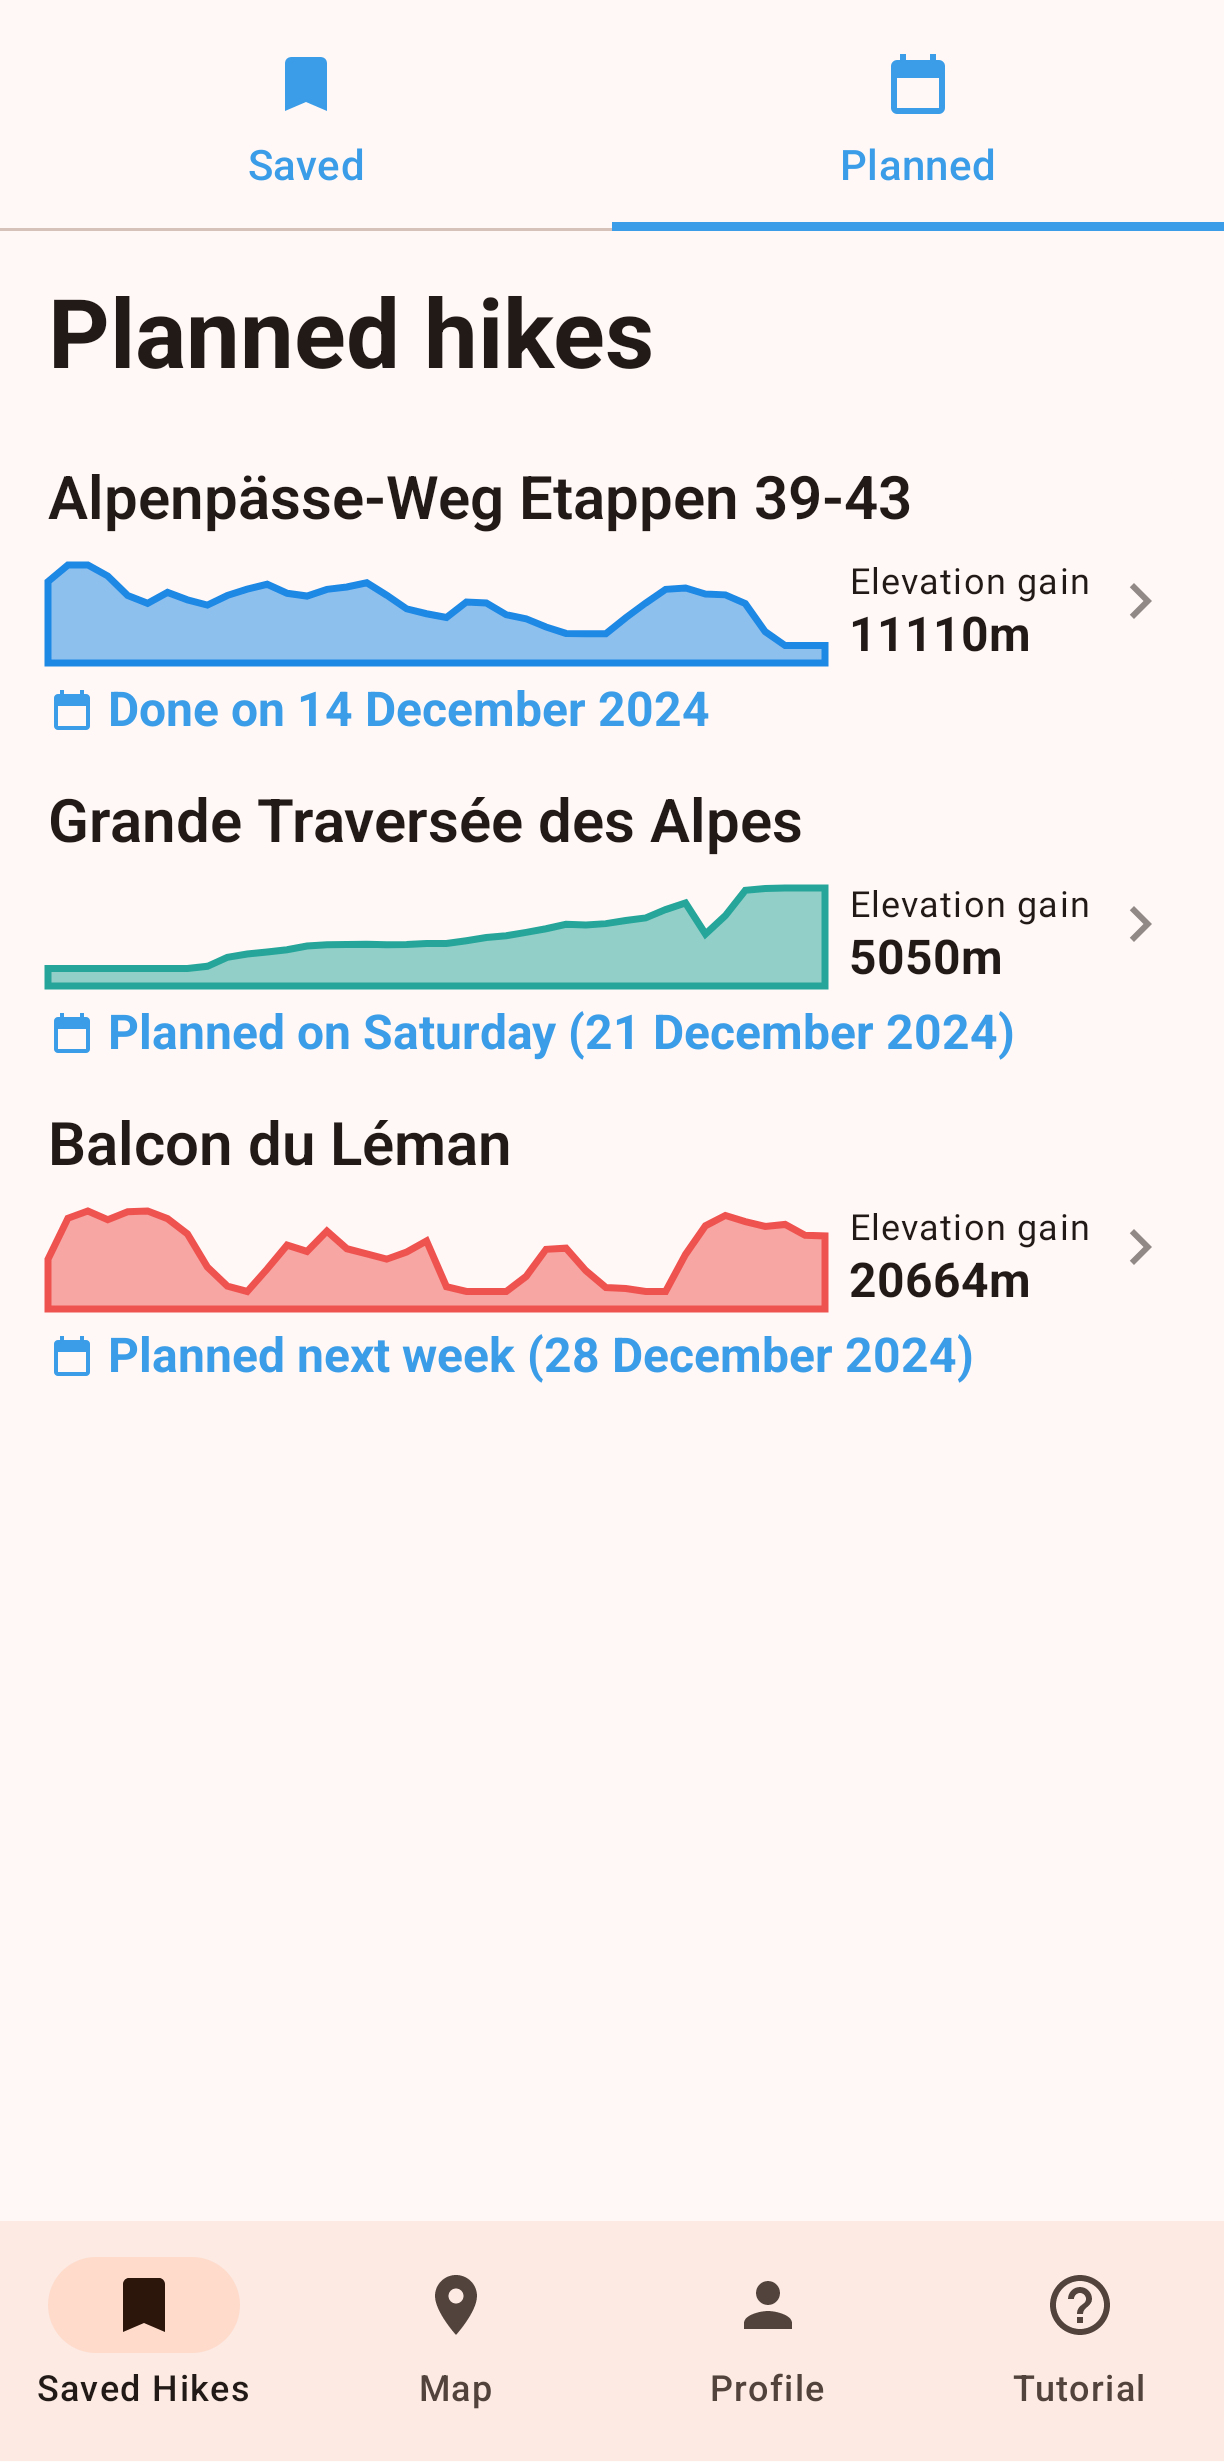 Saved
Planned
Planned hikes
Alpenpässe-Weg Etappen 39-43
Elevation gain
11110m
Done on 14 December 2024
Grande Traversée des Alpes
Elevation gain
5050m
Planned on Saturday (21 December 2024)
Balcon du Léman
Elevation gain
20664m
Planned next week (28 December 2024)
Saved Hikes
Map
Profile
Tutorial